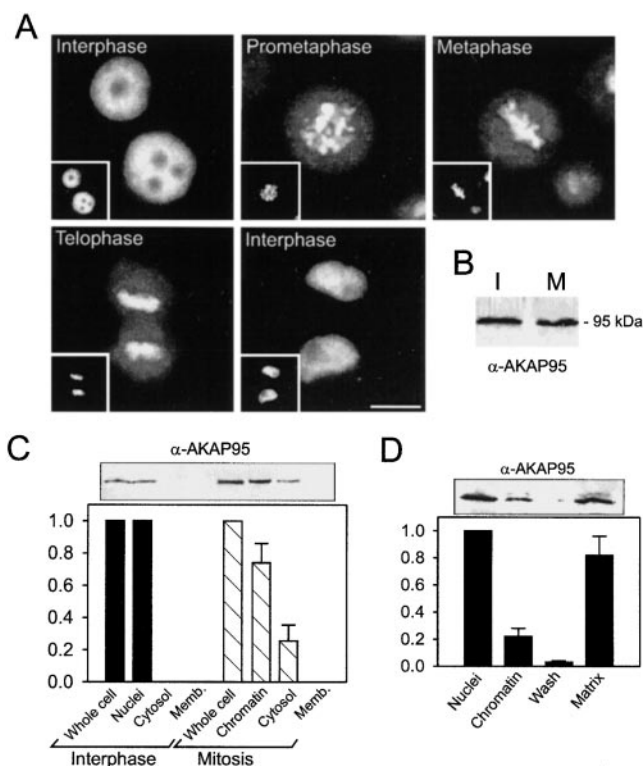 A
Interphase
Prometaphase
Metaphase
Telophase
Interphase
B
I M
- 95 kDa
α-AKAP95
C
α-AKAP95
1.0
0.8
0.6
0.4
0.2
0.0
Whole cell
Nuclei
Cytosol
Memb.
Whole cell
Chromatin
Cytosol
Memb.
Interphase Mitosis
D
α-AKAP95
1.0
0.8
0.6
0.4
0.2
0.0
Nuclei
Chromatin
Wash
Matrix